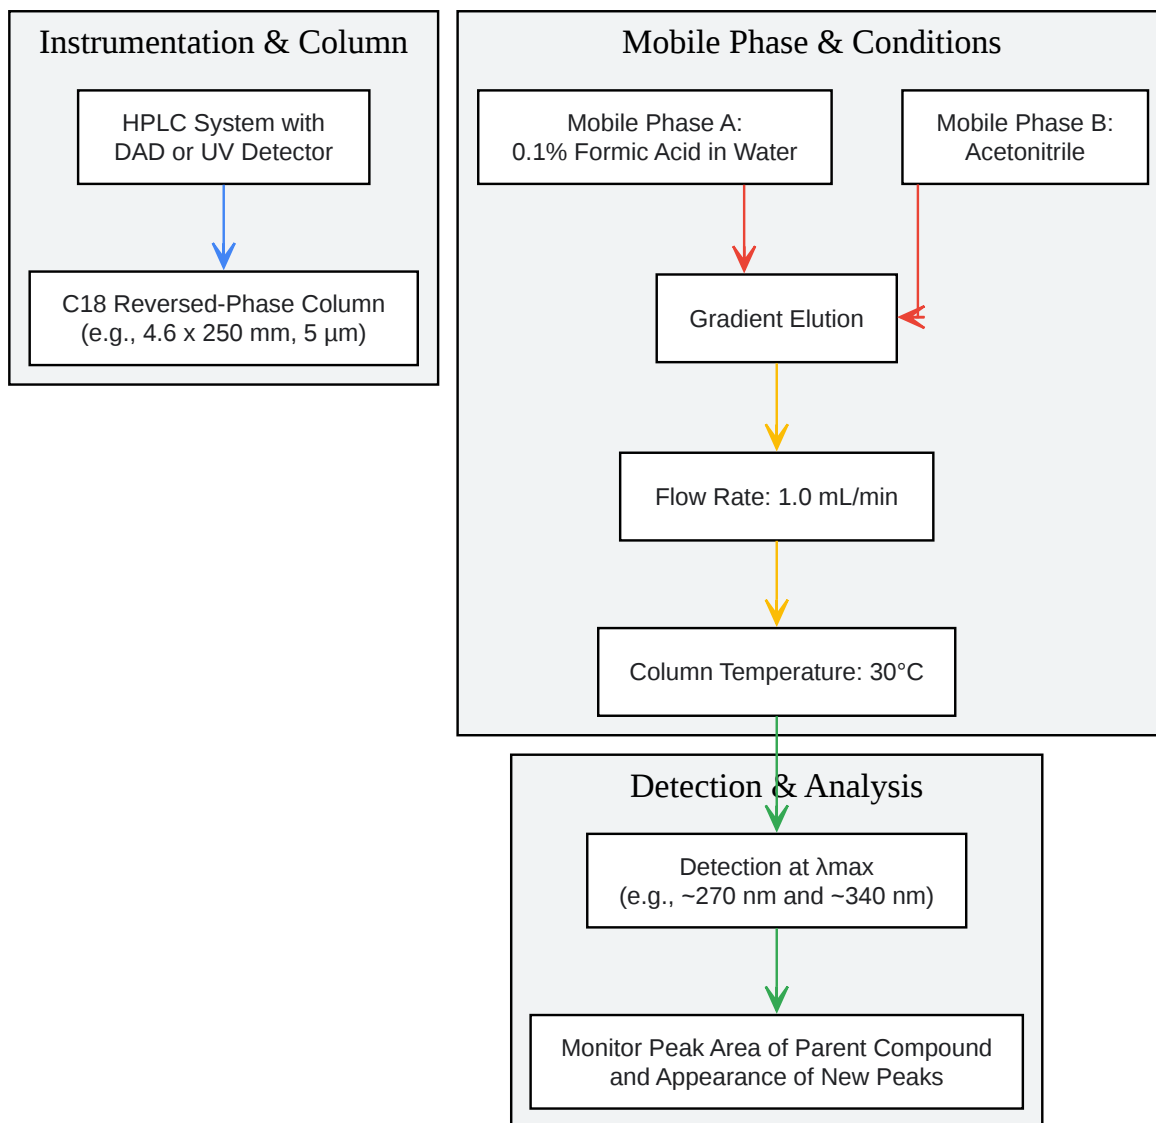 Instrumentation & Column
HPLC System with
DAD or UV Detector
C18 Reversed-Phase Column
(e.g., 4.6 x 250 mm, 5 µm)
Mobile Phase & Conditions
Mobile Phase A:
0.1% Formic Acid in Water
Mobile Phase B:
Acetonitrile
Gradient Elution
Flow Rate: 1.0 mL/min
Column Temperature: 30°C
Detection & Analysis
Detection at λmax
(e.g., ~270 nm and ~340 nm)
Monitor Peak Area of Parent Compound
and Appearance of New Peaks